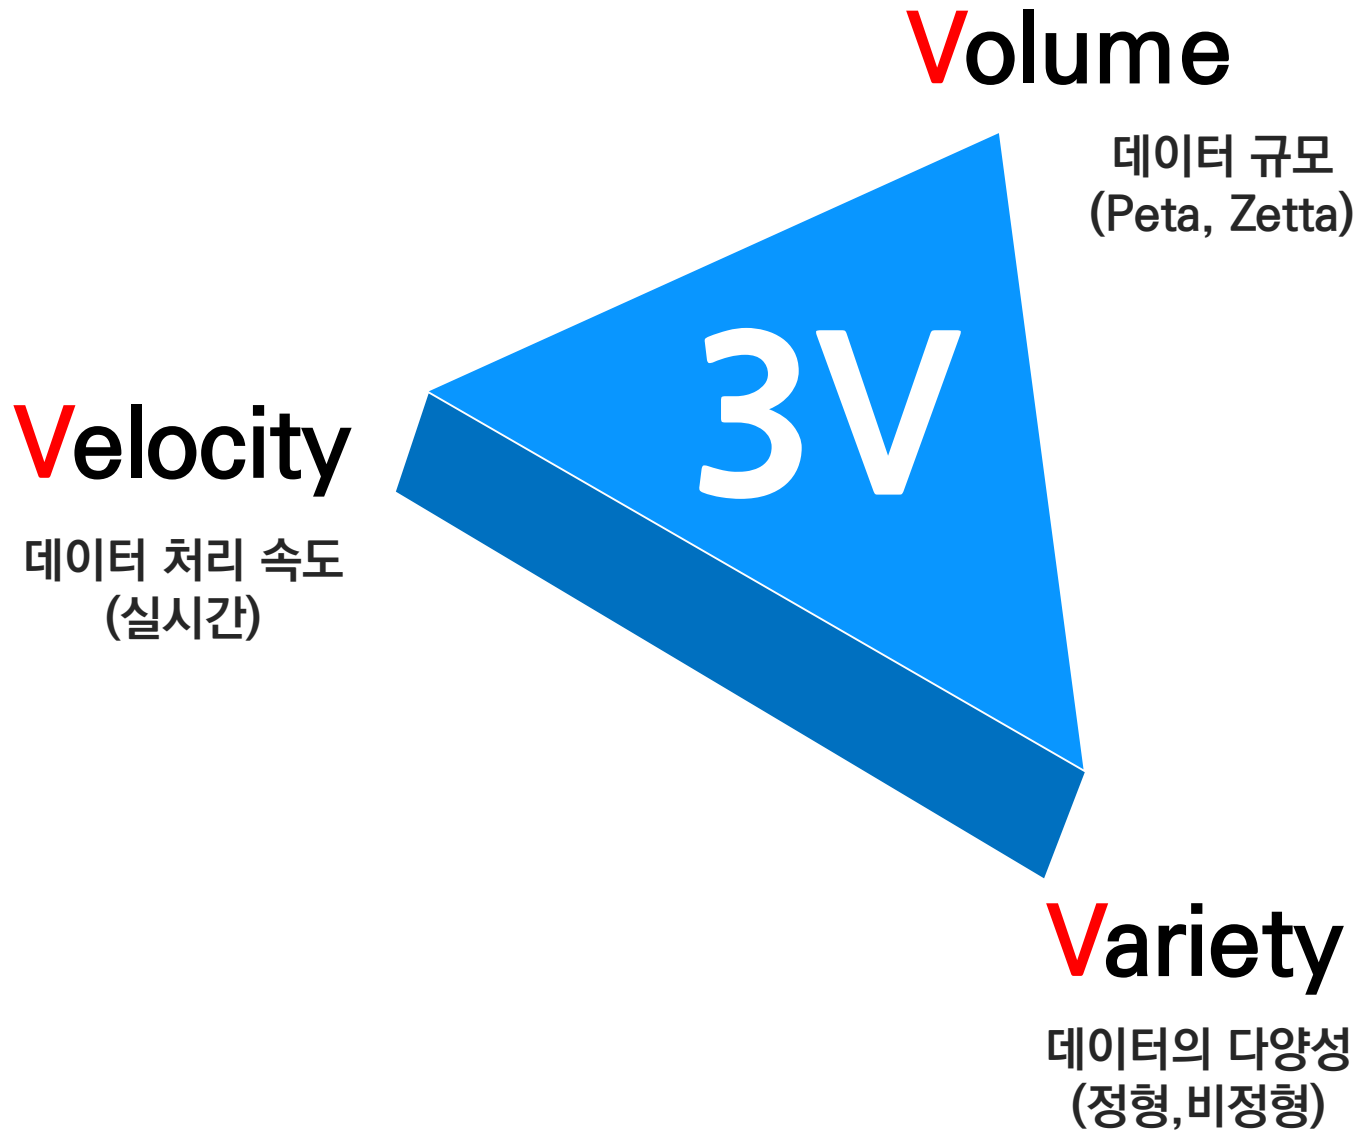 Volume
데이터 규모
(Peta, Zetta)
3V
Velocity
데이터 처리 속도
(실시간)
Variety
데이터의 다양성
(정형,비정형)